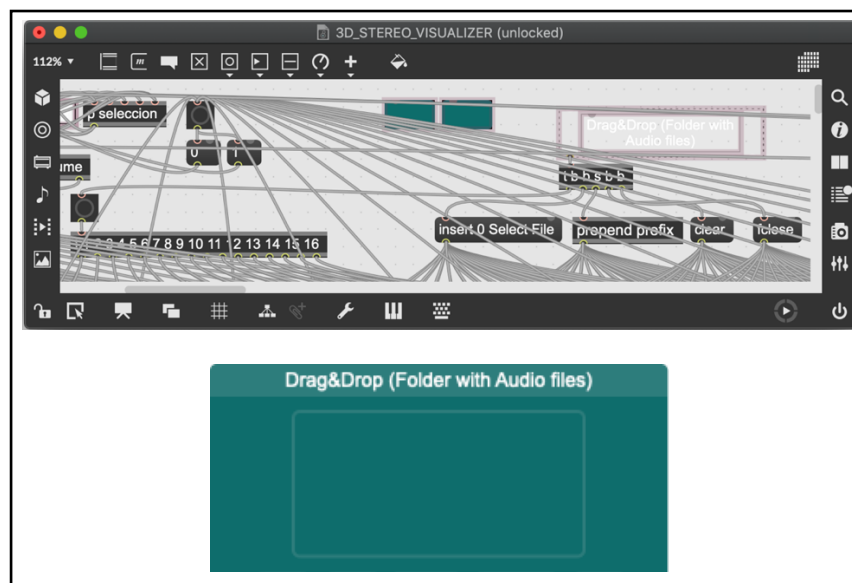 3D_STEREO_VISUALIZER (unlocked)
112%
p seleccion
Drag&Drop (Folder with
Audio files)
ume
t b b s b b
insert 0 Select File
prepend prefix
clear
fclose
2 3 4 5 6 7 8 9 10 11 12 13 14 15 16
Drag&Drop (Folder with Audio files)